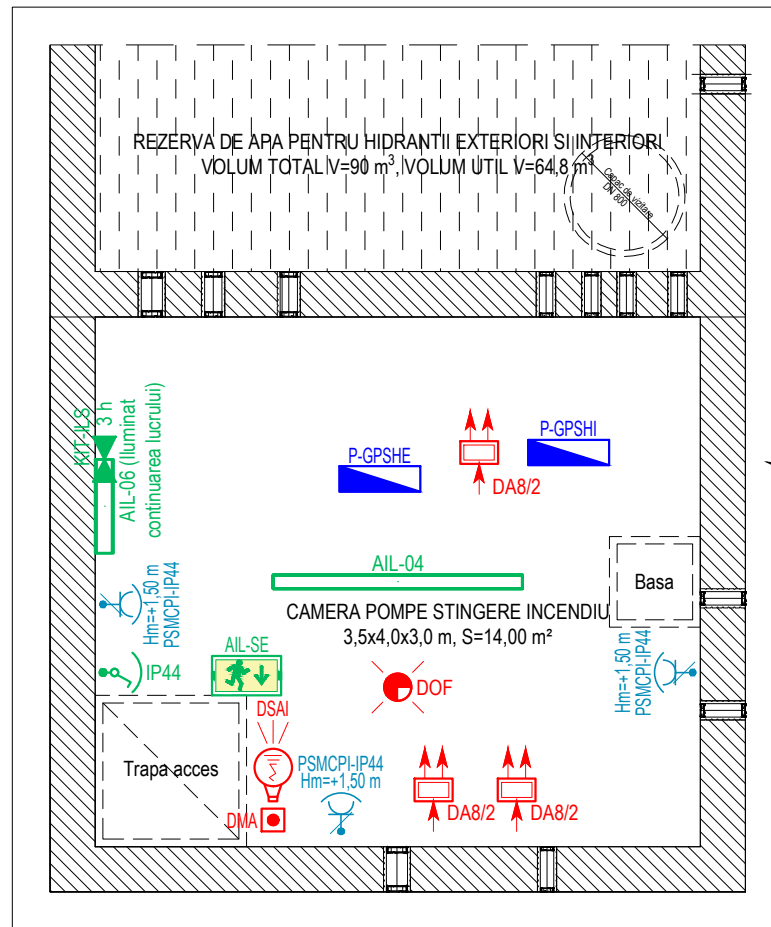 REZERVA DE APA PENTRU HIDRANTII EXTERIORI SI INTERIORI
VOLUM TOTAL V=90 m³, VOLUM UTIL V=64,8 m³
Capac de vizitare
DN 800
KIT-ILS
3 h
AIL-06 (Iluminat
continuarea lucrului)
P-GPSHE
P-GPSHI
DA8/2
AIL-04
Basa
Hm=+1,50 m
PSMCPI-IP44
CAMERA POMPE STINGERE INCENDIU
3,5x4,0x3,0 m, S=14,00 m²
IP44
AIL-SE
DOF
Hm=+1,50 m
PSMCPI-IP44
DSAI
Trapa acces
PSMCPI-IP44
Hm=+1,50 m
DMA
DA8/2
DA8/2